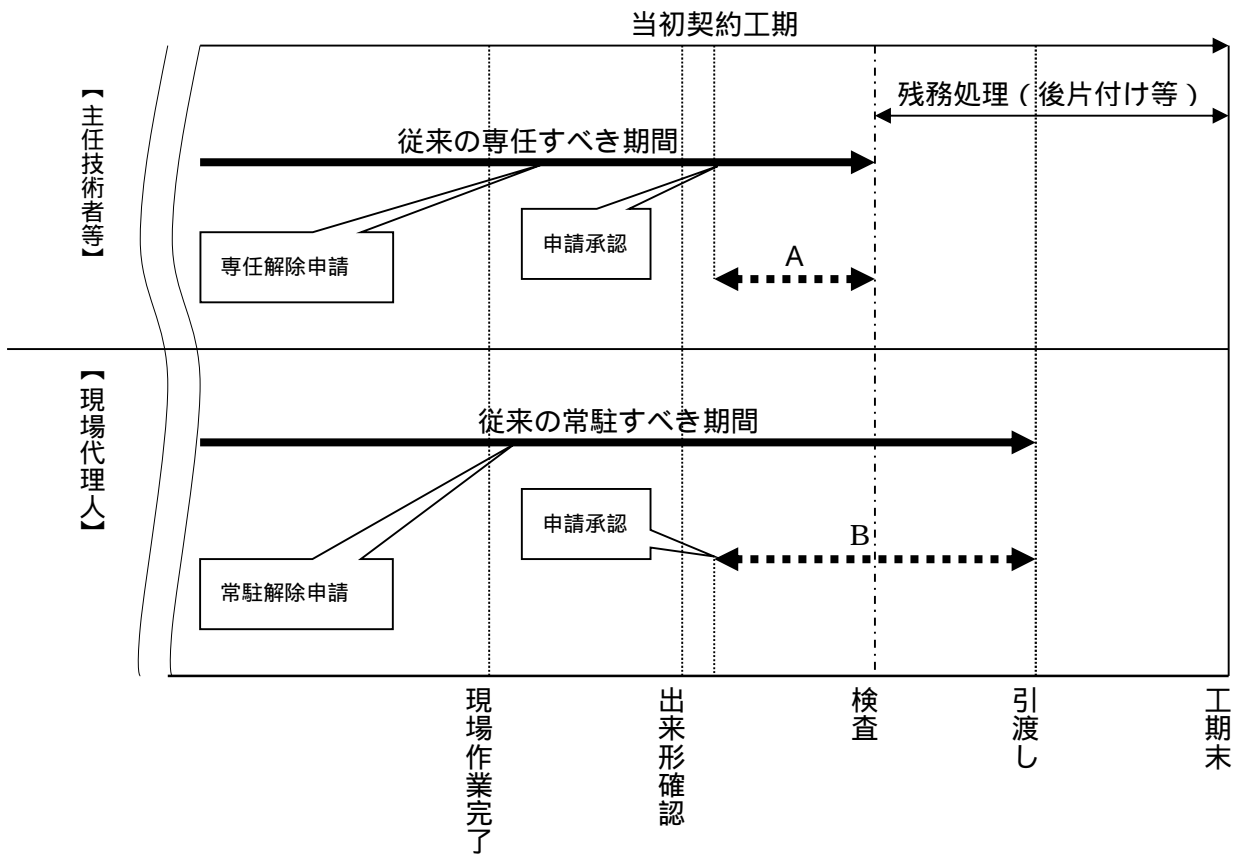 当初契約工期
残務処理(後片付け等)
【主任技術者等】
従来の専任すべき期間
専任解除申請
申請承認
A
【現場代理人】
従来の常駐すべき期間
申請承認
B
常駐解除申請
現場作業完了
出来形確認
検査
引渡し
工期末